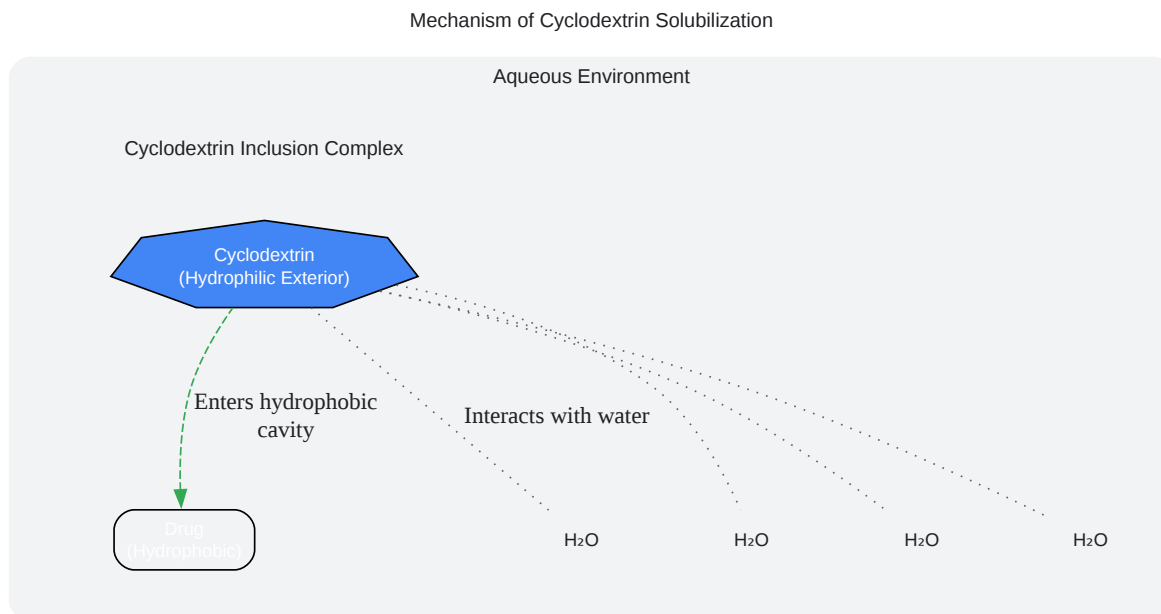 Mechanism of Cyclodextrin Solubilization
Aqueous Environment
Cyclodextrin Inclusion Complex
Cyclodextrin
(Hydrophilic Exterior)
Enters hydrophobic
cavity
Interacts with water
Drug
(Hydrophobic)
H₂O
H₂O
H₂O
H₂O